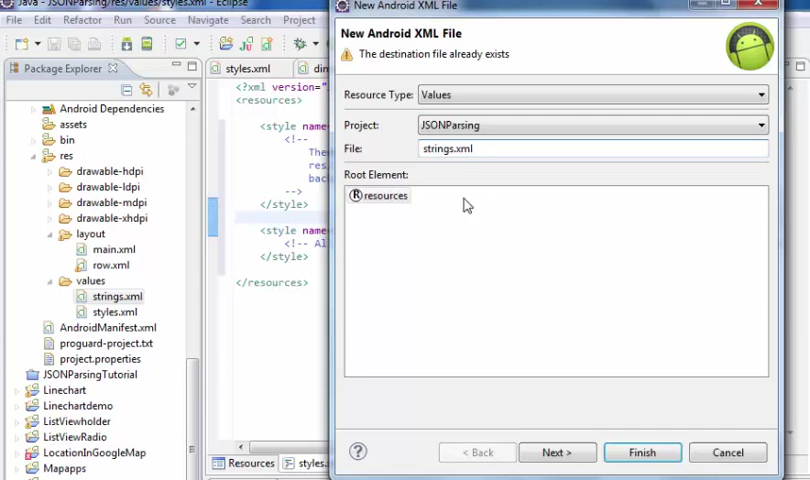 Java - JSONParsing/res/values/styles.xml - Eclipse
File Edit Refactor Run Source Navigate Search Project
Package Explorer
Android Dependencies
assets
bin
res
drawable-hdpi
drawable-ldpi
drawable-mdpi
drawable-xhdpi
layout
main.xml
row.xml
values
strings.xml
styles.xml
AndroidManifest.xml
proguard-project.txt
project.properties
JSONParsingTutorial
Linechart
Linechartdemo
ListViewholder
ListViewRadio
LocationInGoogleMap
Mapapps
styles.xml
<?xml version="
<resources>
<style name=
<!--
-->
</style>
<style name=
<!-- Al
</style>
</resources>
Resources
New Android XML File
New Android XML File
The destination file already exists
Resource Type: Values
Project: JSONParsing
File: strings.xml
Root Element:
R resources
? < Back Next > Finish Cancel